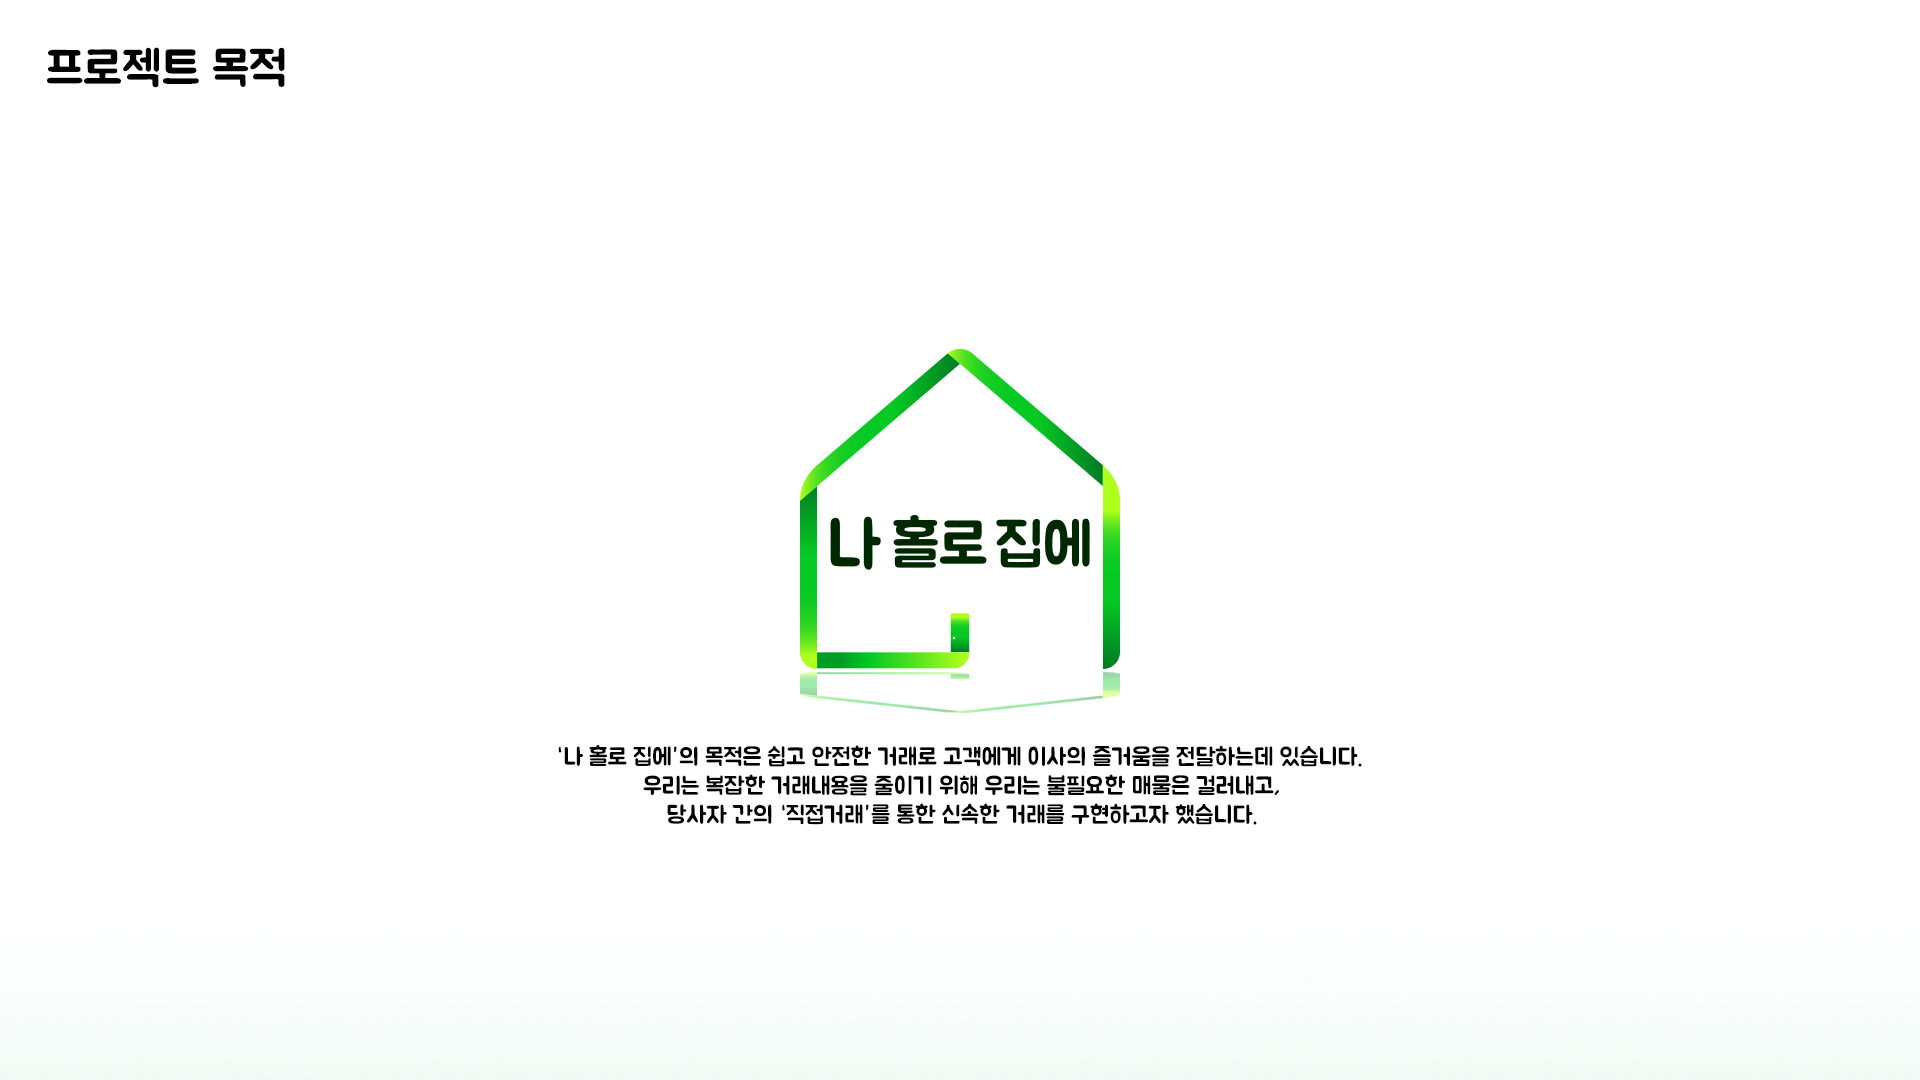 프로젝트 목적
나 홀로 집에
‘나 홀로 집에’의 목적은 쉽고 안전한 거래로 고객에게 이사의 즐거움을 전달하는데 있습니다.
우리는 복잡한 거래내용을 줄이기 위해 우리는 불필요한 매물은 걸러내고,
당사자 간의 ‘직접거래’를 통한 신속한 거래를 구현하고자 했습니다.